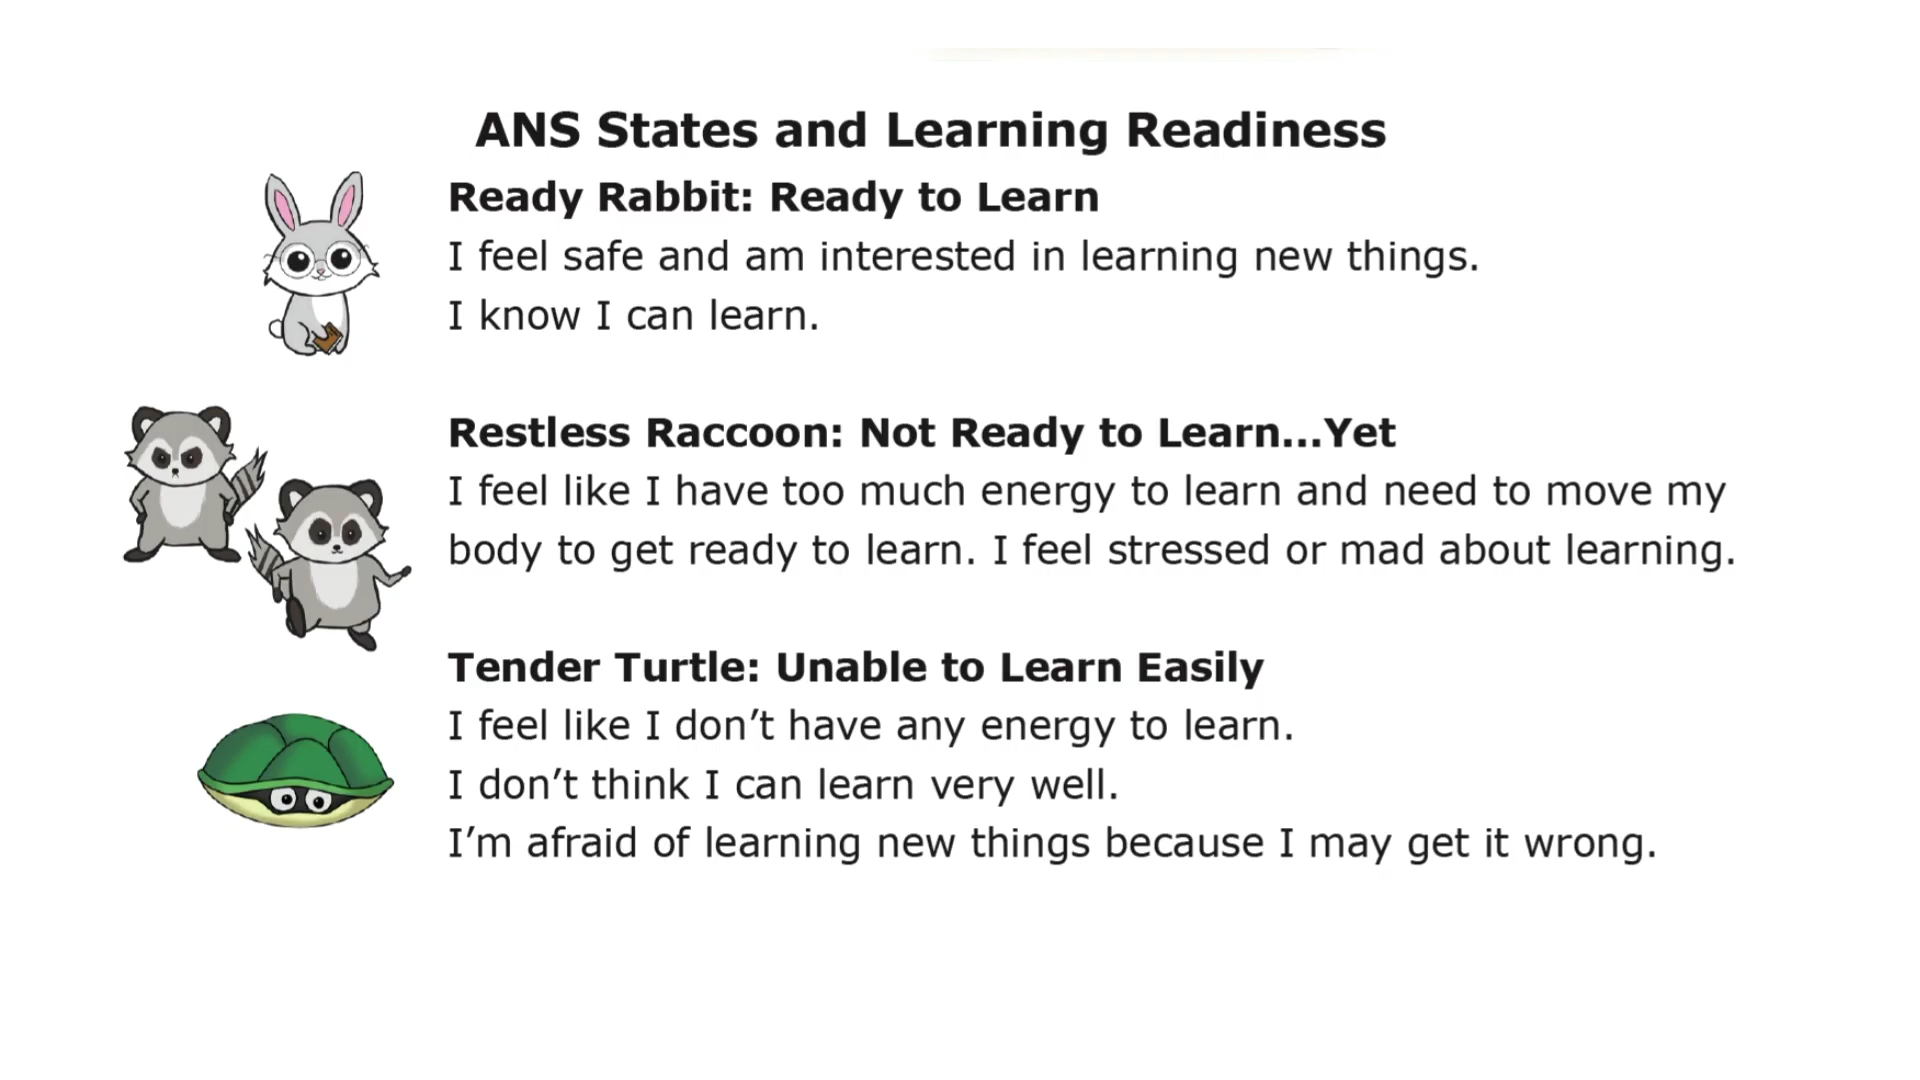 ANS States and Learning Readiness
Ready Rabbit: Ready to Learn
I feel safe and am interested in learning new things.
I know I can learn.
Restless Raccoon: Not Ready to Learn...Yet
I feel like I have too much energy to learn and need to move my
body to get ready to learn. I feel stressed or mad about learning.
Tender Turtle: Unable to Learn Easily
I feel like I don’t have any energy to learn.
I don’t think I can learn very well.
I’m afraid of learning new things because I may get it wrong.